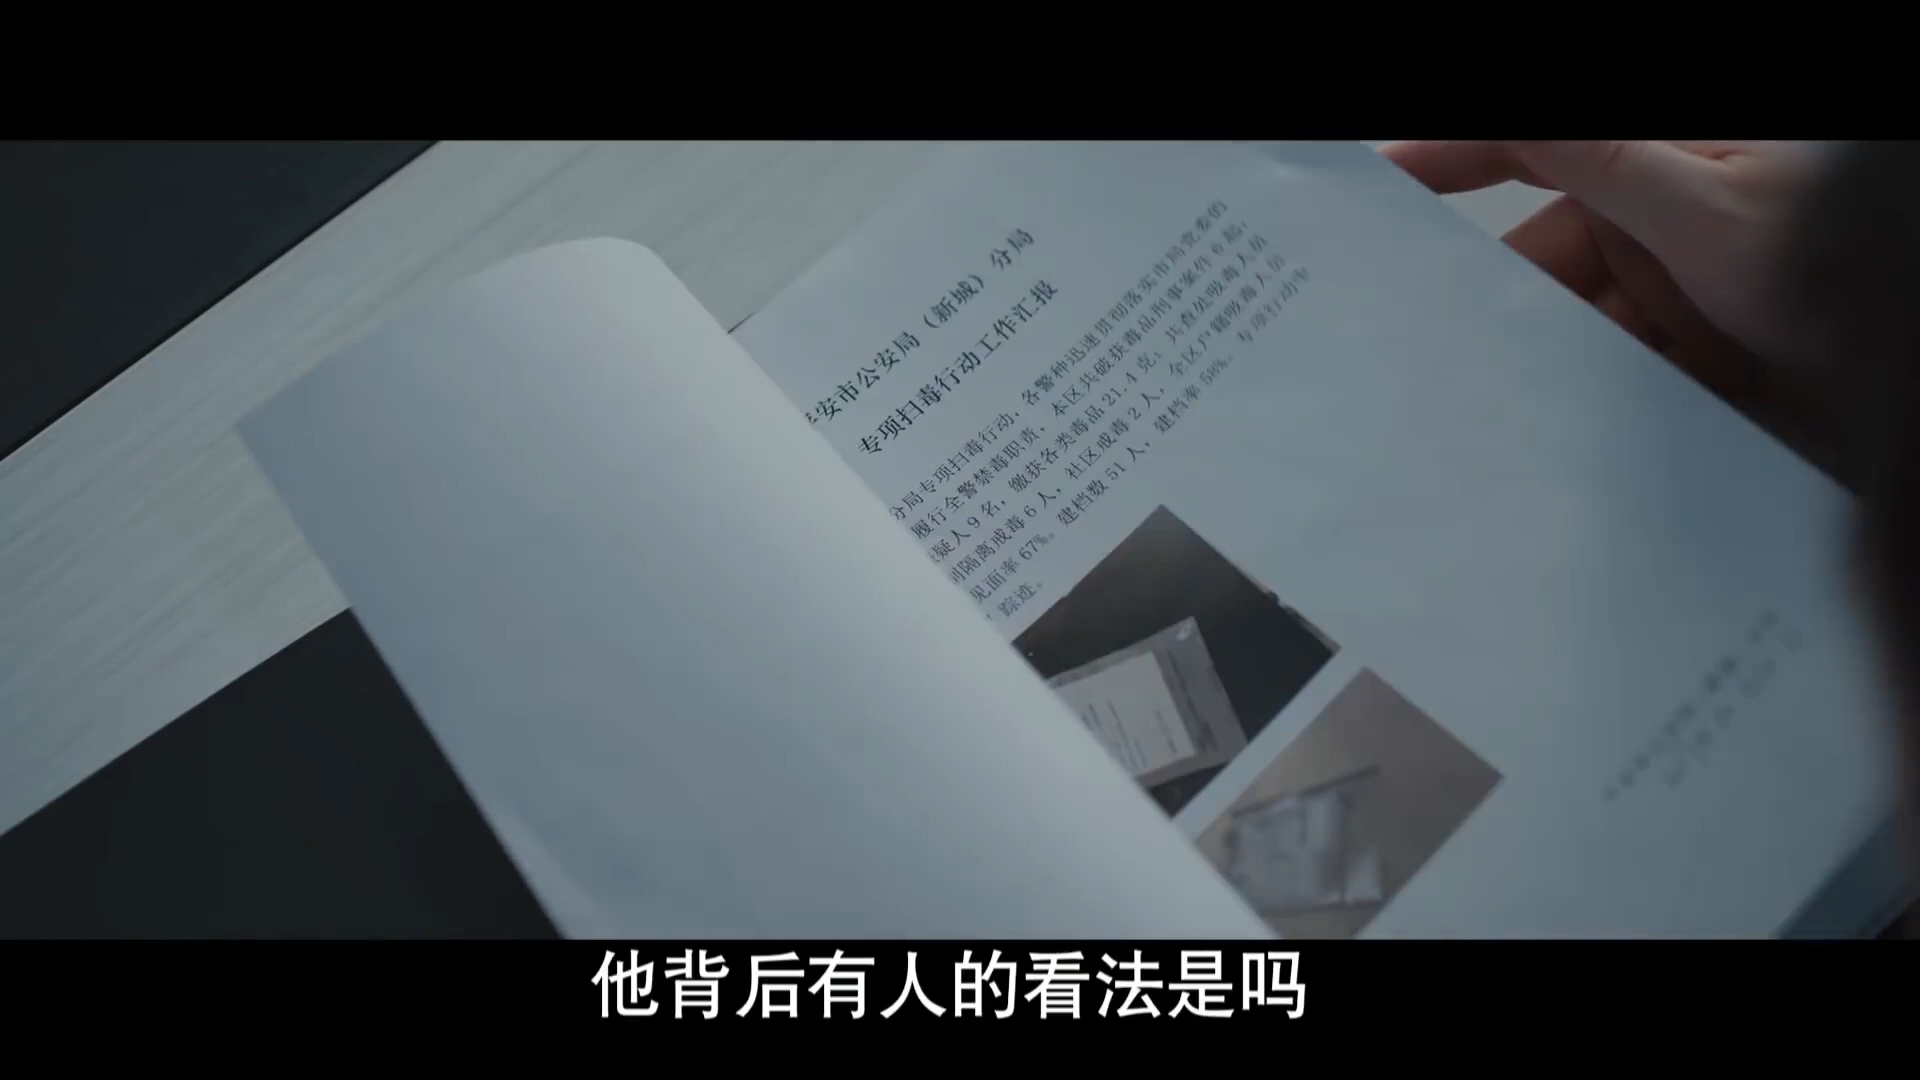 安市公安局（新城）分局
专项扫毒行动工作汇报
分局专项扫毒行动，各警种迅速贯彻落实市局党委的
履行全警禁毒职责，本区共破获毒品刑事案件6起，
疑人9名，缴获各类毒品21.4克；共查处吸毒人员
制隔离戒毒6人，社区戒毒2人，全区户籍吸毒人员
见面率67%。建档数51人，建档率58%。专项行动中
，踪迹。
他背后有人的看法是吗